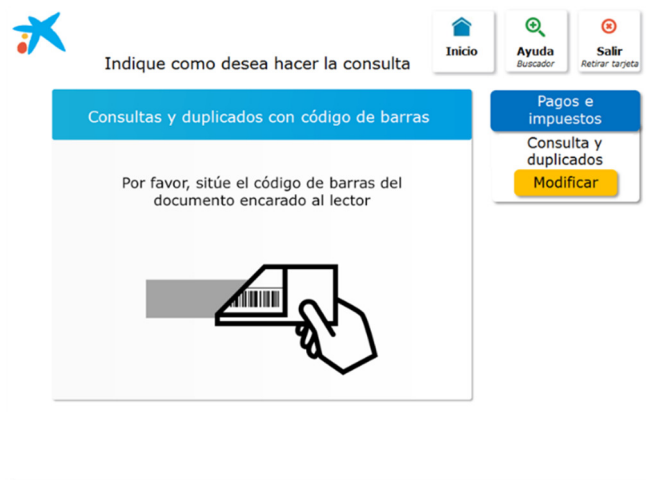 Indique como desea hacer la consulta
Inicio
Ayuda
Buscador
Salir
Retirar tarjeta
Consultas y duplicados con código de barras
Por favor, sitúe el código de barras del
documento encarado al lector
Pagos e
impuestos
Consulta y
duplicados
Modificar